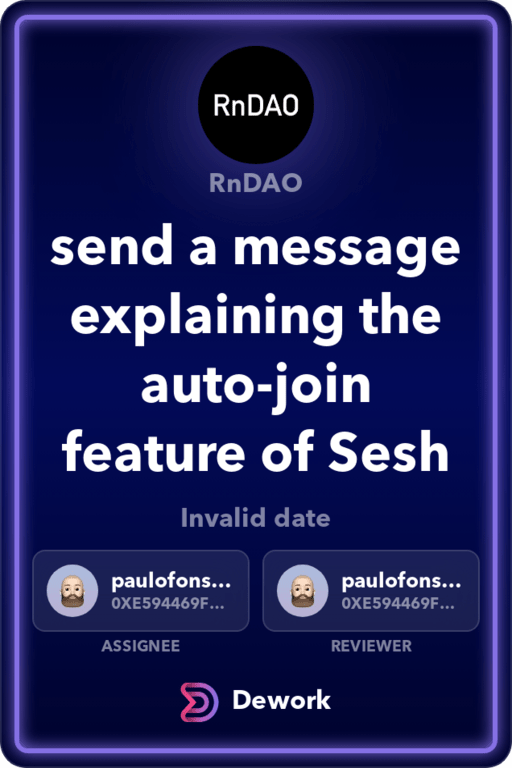 RnDAO
RnDAO
send a message
explaining the
auto-join
feature of Sesh
Invalid date
paulofons...
0XE594469F...
paulofons...
0XE594469F...
ASSIGNEE
REVIEWER
Dework